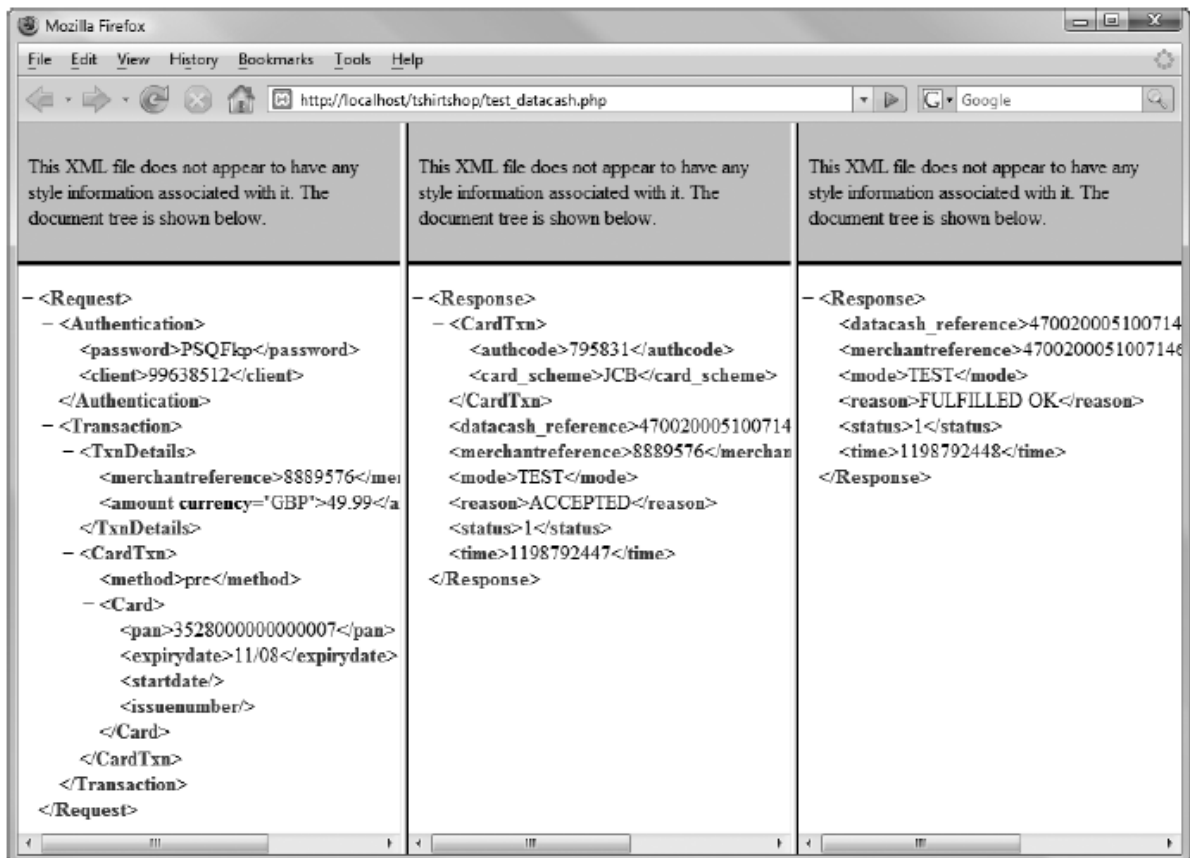 Mozilla Firefox
File Edit View History Bookmarks Tools Help
http://localhost/tshirtshop/test_datacash.php
Google
This XML file does not appear to have any
style information associated with it. The
document tree is shown below.
− <Request>
− <Authentication>
<password>PSQFkp</password>
<client>99638512</client>
</Authentication>
− <Transaction>
− <TxnDetails>
<merchantreference>8889576</mer
<amount currency="GBP">49.99</a
</TxnDetails>
− <CardTxn>
<method>pre</method>
− <Card>
<pan>3528000000000007</pan>
<expirydate>11/08</expirydate>
<startdate/>
<issuenumber/>
</Card>
</CardTxn>
</Transaction>
</Request>
This XML file does not appear to have any
style information associated with it. The
document tree is shown below.
− <Response>
− <CardTxn>
<authcode>795831</authcode>
<card_scheme>JCB</card_scheme>
</CardTxn>
<datacash_reference>470020005100714
<merchantreference>8889576</merchan
<mode>TEST</mode>
<reason>ACCEPTED</reason>
<status>1</status>
<time>1198792447</time>
</Response>
This XML file does not appear to have any
style information associated with it. The
document tree is shown below.
− <Response>
<datacash_reference>470020005100714
<merchantreference>4700200051007146
<mode>TEST</mode>
<reason>FULFILLED OK</reason>
<status>1</status>
<time>1198792448</time>
</Response>